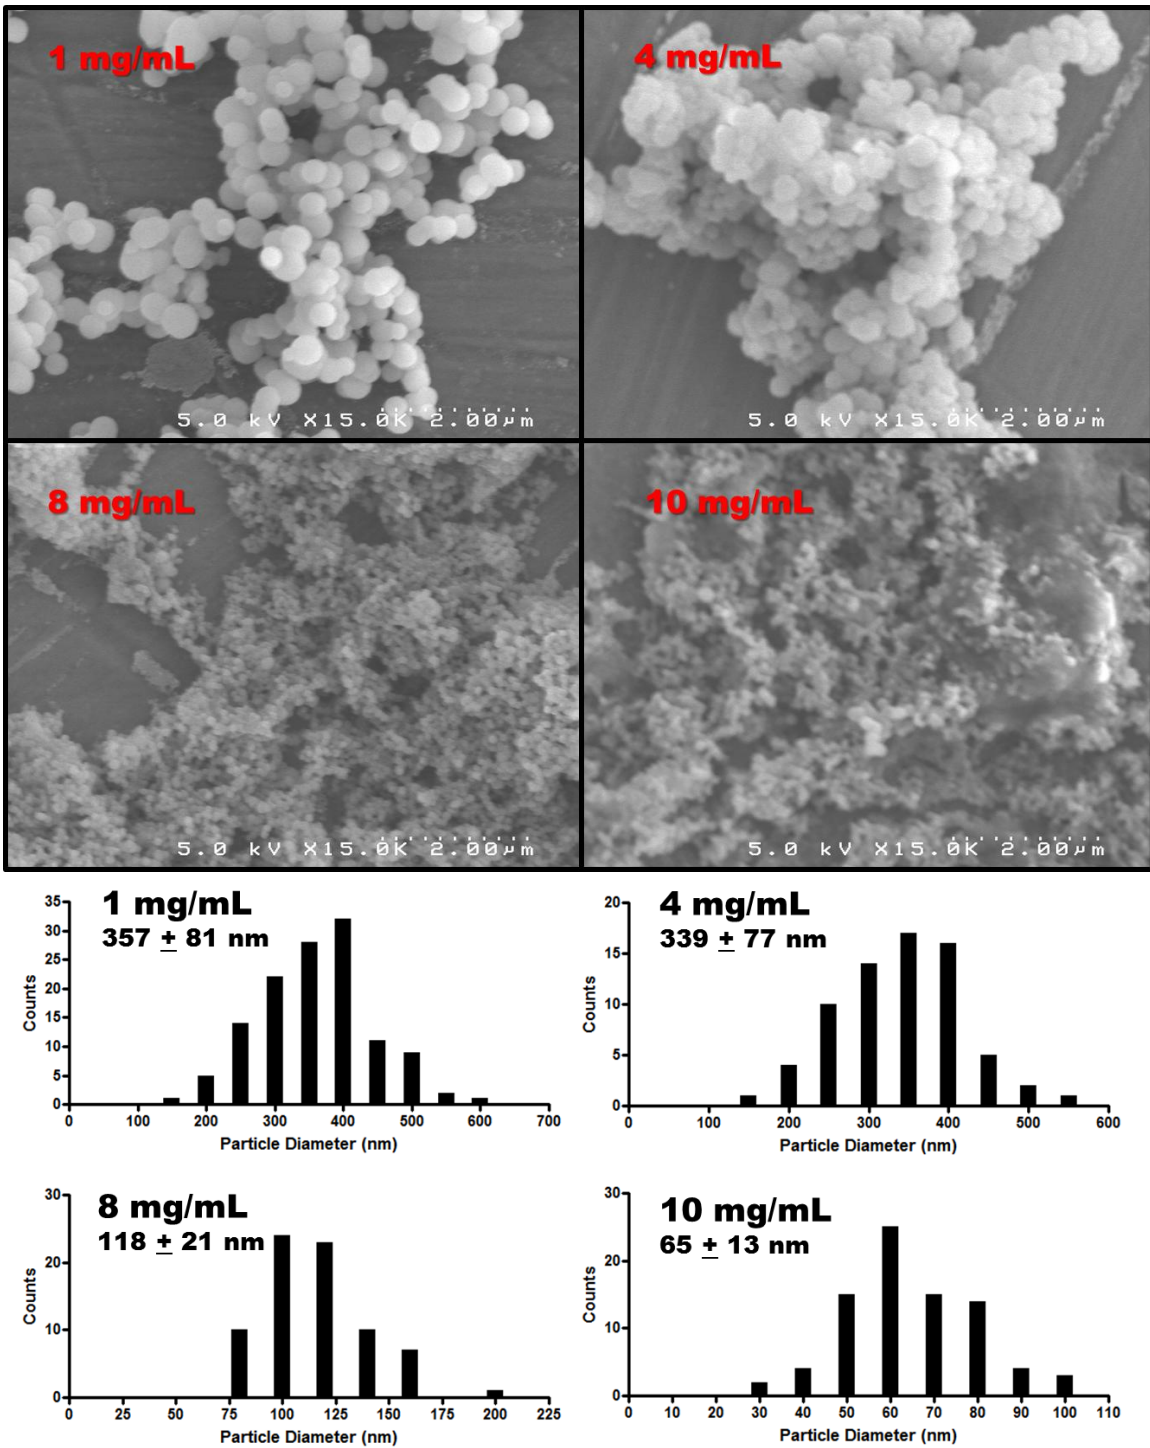 1 mg/mL
4 mg/mL
5.0 kV X15.0K 2.00µm
5.0 kV X15.0K 2.00µm
8 mg/mL
10 mg/mL
5.0 kV X15.0K 2.00µm
5.0 kV X15.0K 2.00µm
1 mg/mL
357 ± 81 nm
35
30
25
20
15
10
5
0
Counts
0 100 200 300 400 500 600 700
Particle Diameter (nm)
4 mg/mL
339 ± 77 nm
20
15
10
5
0
Counts
0 100 200 300 400 500 600
Particle Diameter (nm)
8 mg/mL
118 ± 21 nm
30
20
10
0
Counts
0 25 50 75 100 125 150 175 200 225
Particle Diameter (nm)
10 mg/mL
65 ± 13 nm
30
20
10
0
Counts
0 10 20 30 40 50 60 70 80 90 100 110
Particle Diameter (nm)